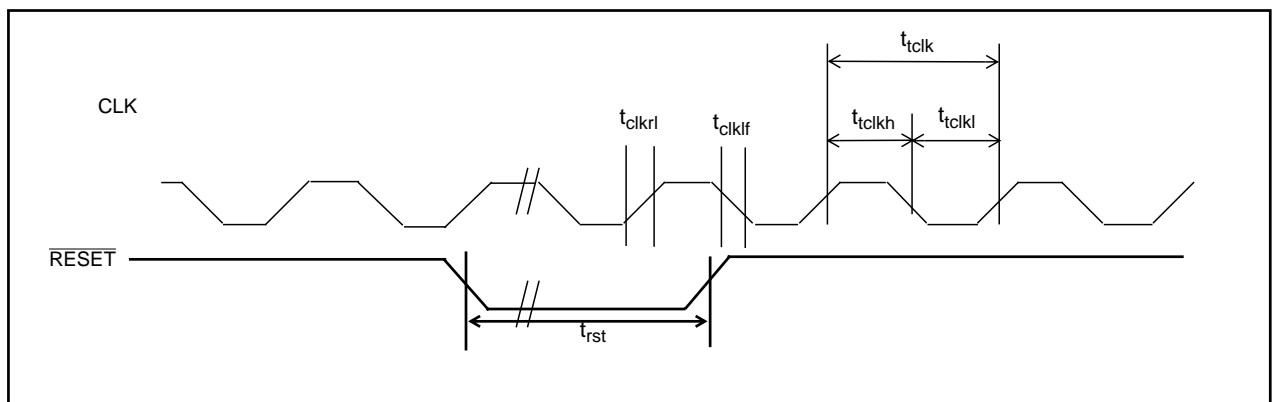 t_tclk
CLK
t_clkrl
t_clklf
t_tclkh
t_tclkl
RESET
t_rst